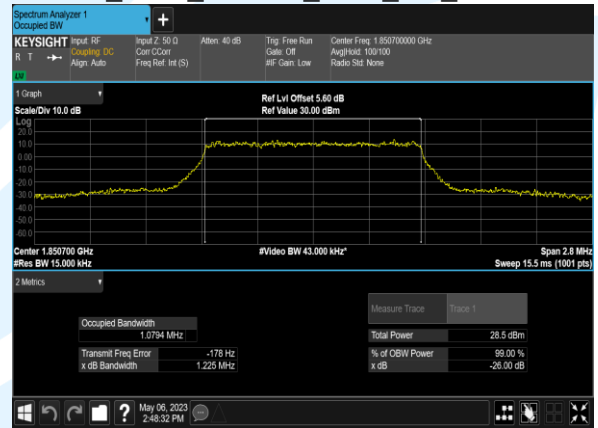 Spectrum Analyzer 1
Occupied BW
KEYSIGHT Input: RF Input Z: 50 Ω Atten: 40 dB Trig: Free Run Center Freq: 1.850700000 GHz
R T Coupling: DC Corr CCorr Gate: Off Avg|Hold: 100/100
Align: Auto Freq Ref: Int (S) #IF Gain: Low Radio Std: None
LV
1 Graph
Ref Lvl Offset 5.60 dB
Scale/Div 10.0 dB Ref Value 30.00 dBm
Log
20.0
10.0
0.00
-10.0
-20.0
-30.0
-40.0
-50.0
-60.0
Center 1.850700 GHz #Video BW 43.000 kHz* Span 2.8 MHz
#Res BW 15.000 kHz Sweep 15.5 ms (1001 pts)
2 Metrics
Measure Trace Trace 1
Occupied Bandwidth
1.0794 MHz
Total Power 28.5 dBm
Transmit Freq Error -178 Hz % of OBW Power 99.00 %
x dB Bandwidth 1.225 MHz x dB -26.00 dB
? May 06, 2023
2:48:32 PM